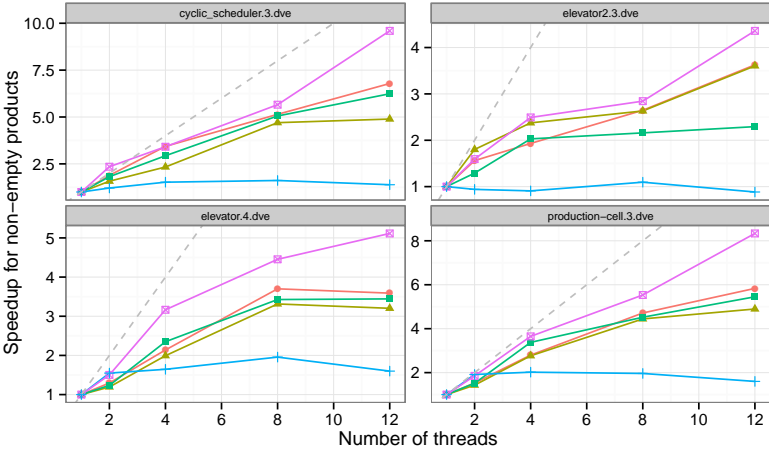 cyclic_scheduler.3.dve
elevator2.3.dve
10.0
7.5
5.0
2.5
4
3
2
1
elevator.4.dve
production−cell.3.dve
5
4
3
2
1
8
6
4
2
2 4 6 8 10 12
2 4 6 8 10 12
Number of threads
Speedup for non−empty products